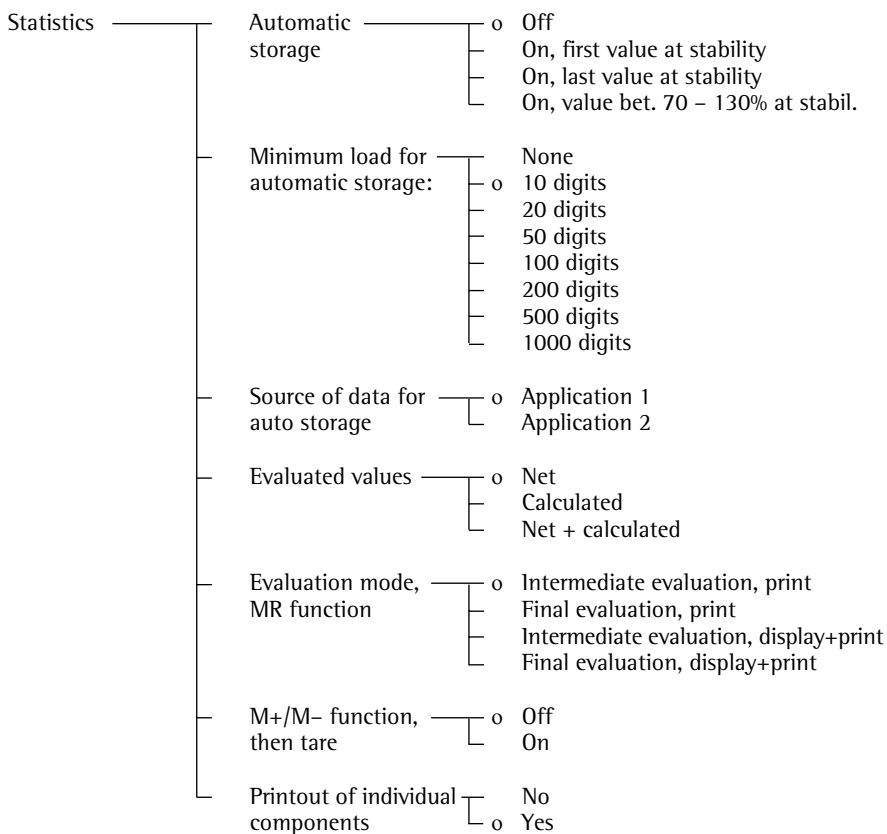 Statistics Automatic o Off
storage On, first value at stability
On, last value at stability
On, value bet. 70 – 130% at stabil.
Minimum load for None
automatic storage: o 10 digits
20 digits
50 digits
100 digits
200 digits
500 digits
1000 digits
Source of data for o Application 1
auto storage Application 2
Evaluated values o Net
Calculated
Net + calculated
Evaluation mode, o Intermediate evaluation, print
MR function Final evaluation, print
Intermediate evaluation, display+print
Final evaluation, display+print
M+/M– function, o Off
then tare On
Printout of individual No
components o Yes